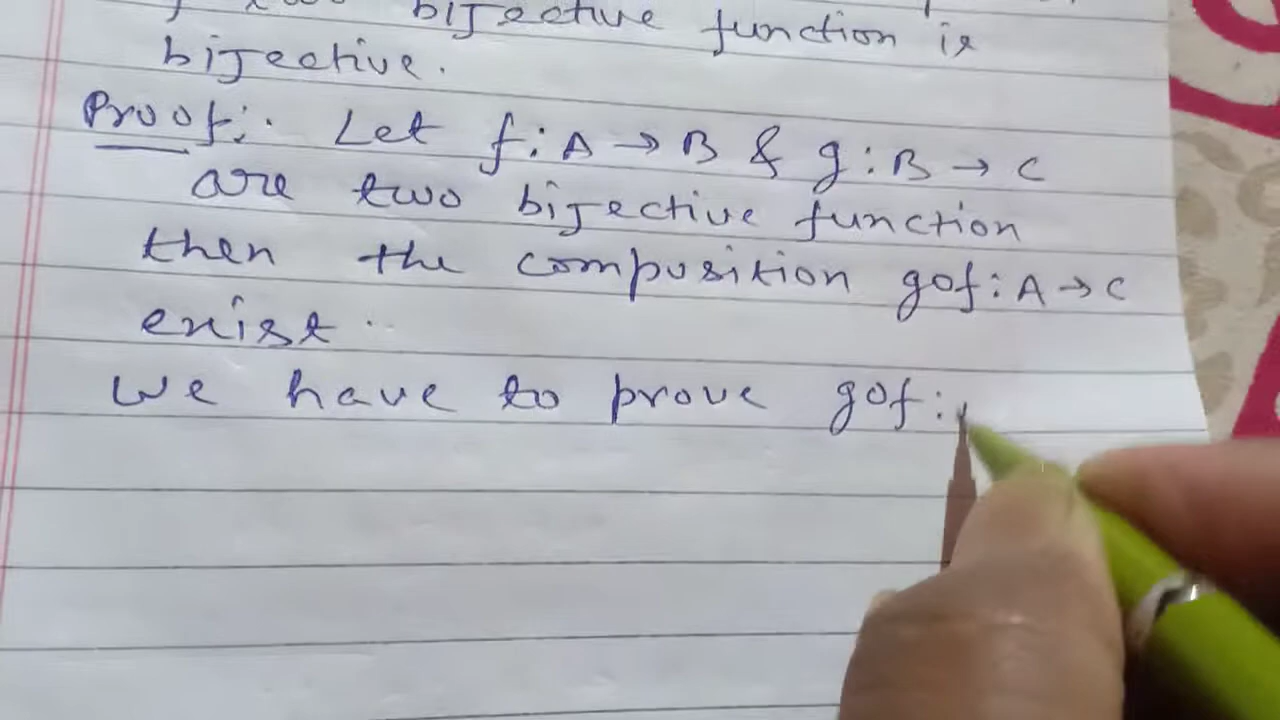 two bijective function is
bijective.
Proof:- Let f: A → B & g: B → C
are two bijective function
then the composition gof: A → C
exist
We have to prove gof: